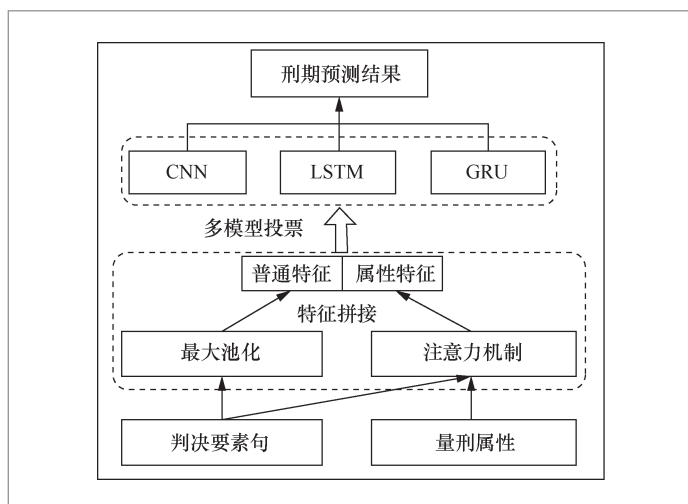 刑期预测结果
CNN LSTM GRU
多模型投票
普通特征 属性特征
特征拼接
最大池化 注意力机制
判决要素句 量刑属性